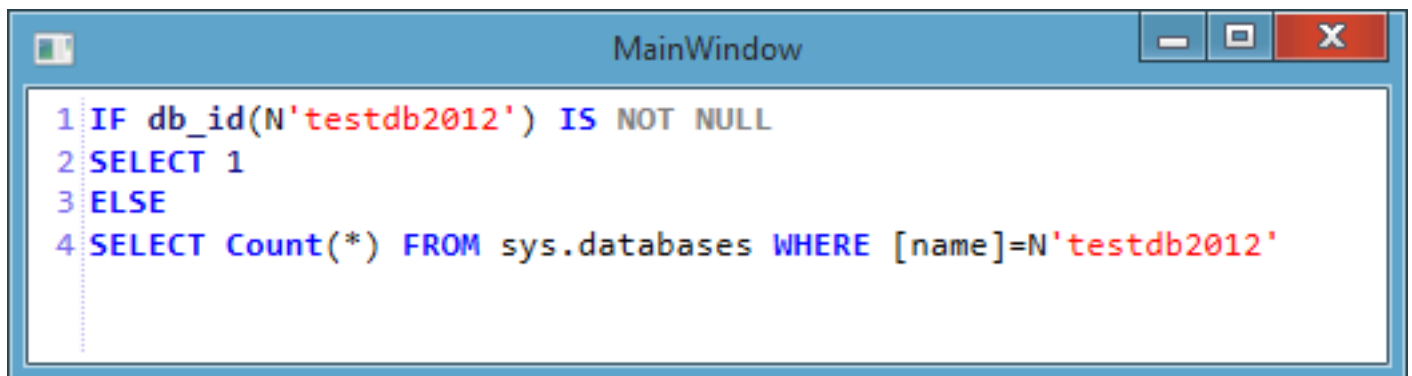 MainWindow
1 IF db_id(N'testdb2012') IS NOT NULL
2 SELECT 1
3 ELSE
4 SELECT Count(*) FROM sys.databases WHERE [name]=N'testdb2012'